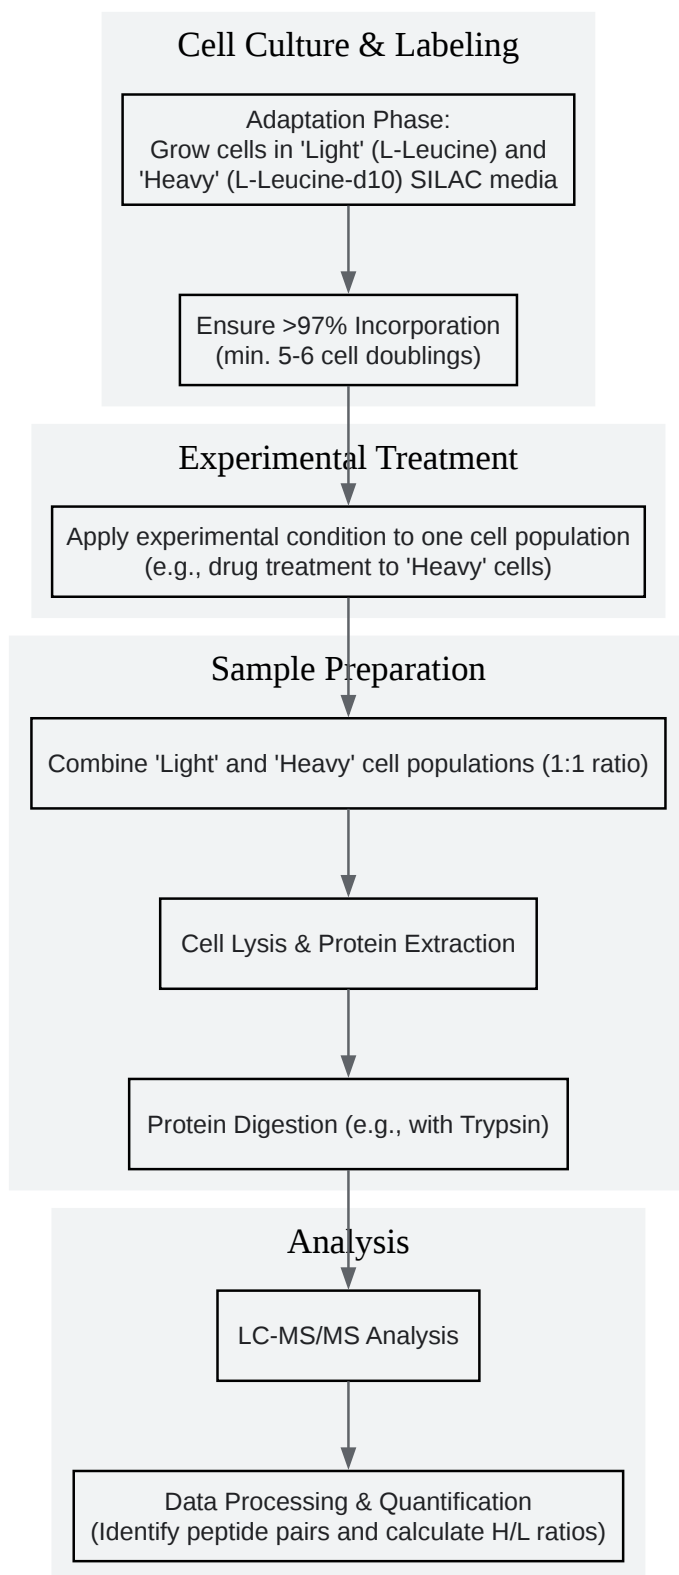 Cell Culture & Labeling
Adaptation Phase:
Grow cells in 'Light' (L-Leucine) and
'Heavy' (L-Leucine-d10) SILAC media
Ensure >97% Incorporation
(min. 5-6 cell doublings)
Experimental Treatment
Apply experimental condition to one cell population
(e.g., drug treatment to 'Heavy' cells)
Sample Preparation
Combine 'Light' and 'Heavy' cell populations (1:1 ratio)
Cell Lysis & Protein Extraction
Protein Digestion (e.g., with Trypsin)
Analysis
LC-MS/MS Analysis
Data Processing & Quantification
(Identify peptide pairs and calculate H/L ratios)